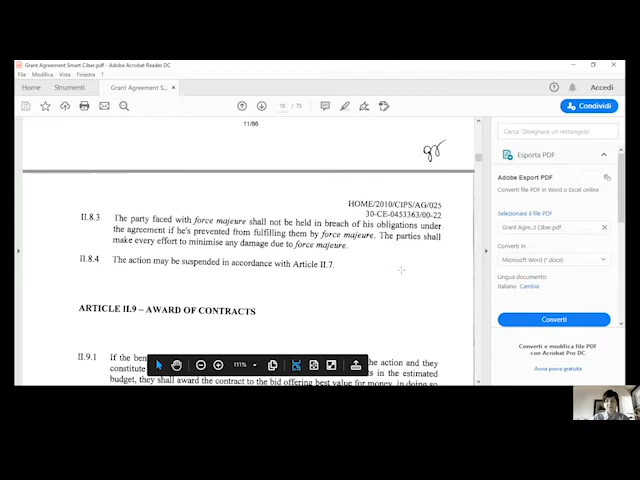 Grant Agreement Smart Ciber.pdf - Adobe Acrobat Reader DC
File Modifica Vista Finestra ?
Home Strumenti Grant Agreement S... × Accedi
/ 75
Condividi
11/86
HOME/2010/CIPS/AG/025
30-CE-0453363/00-22
II.8.3 The party faced with force majeure shall not be held in breach of his obligations under
the agreement if he's prevented from fulfilling them by force majeure. The parties shall
make every effort to minimise any damage due to force majeure.
II.8.4 The action may be suspended in accordance with Article II.7.
ARTICLE II.9 – AWARD OF CONTRACTS
II.9.1 If the the action and they
constitute ts in the estimated
budget, they shall award the contract to the bid offering best value for money, in doing so
111%
Cerca 'Disegnare un rettangolo'
Esporta PDF
Adobe Export PDF
Convertite file PDF in Word o Excel online
Selezionare il file PDF
Grant Agre...t Ciber.pdf ×
Converti in
Microsoft Word (*.docx)
Lingua documento:
Italiano Cambia
Converti
Converti e modifica file PDF
con Acrobat Pro DC
Avvia prova gratuita